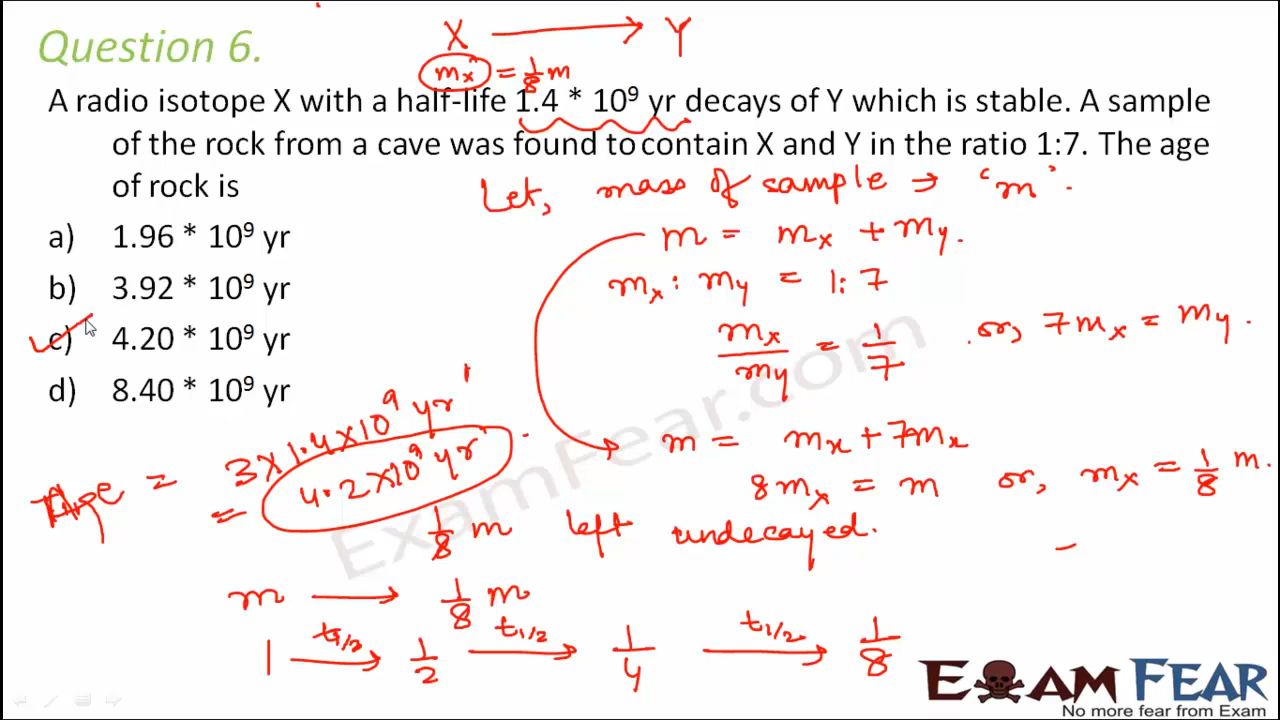 Question 6.
X → Y
mx = 1/8 m
A radio isotope X with a half-life 1.4 * 10⁹ yr decays of Y which is stable. A sample
of the rock from a cave was found to contain X and Y in the ratio 1:7. The age
of rock is
Let, mass of sample → 'm'.
a) 1.96 * 10⁹ yr
b) 3.92 * 10⁹ yr
c) 4.20 * 10⁹ yr
d) 8.40 * 10⁹ yr
m = mx + my.
mx : my = 1:7
mx/my = 1/7 or, 7mx = my.
m = mx + 7mx
8mx = m or, mx = 1/8 m.
Age = 3×1.4×10⁹ yr
= 4.2×10⁹ yr
1/8 m left undecayed.
m → 1/8 m
1 t1/2 → 1/2 t1/2 → 1/4 t1/2 → 1/8
ExamFear.com
EXAM FEAR
No more fear from Exam